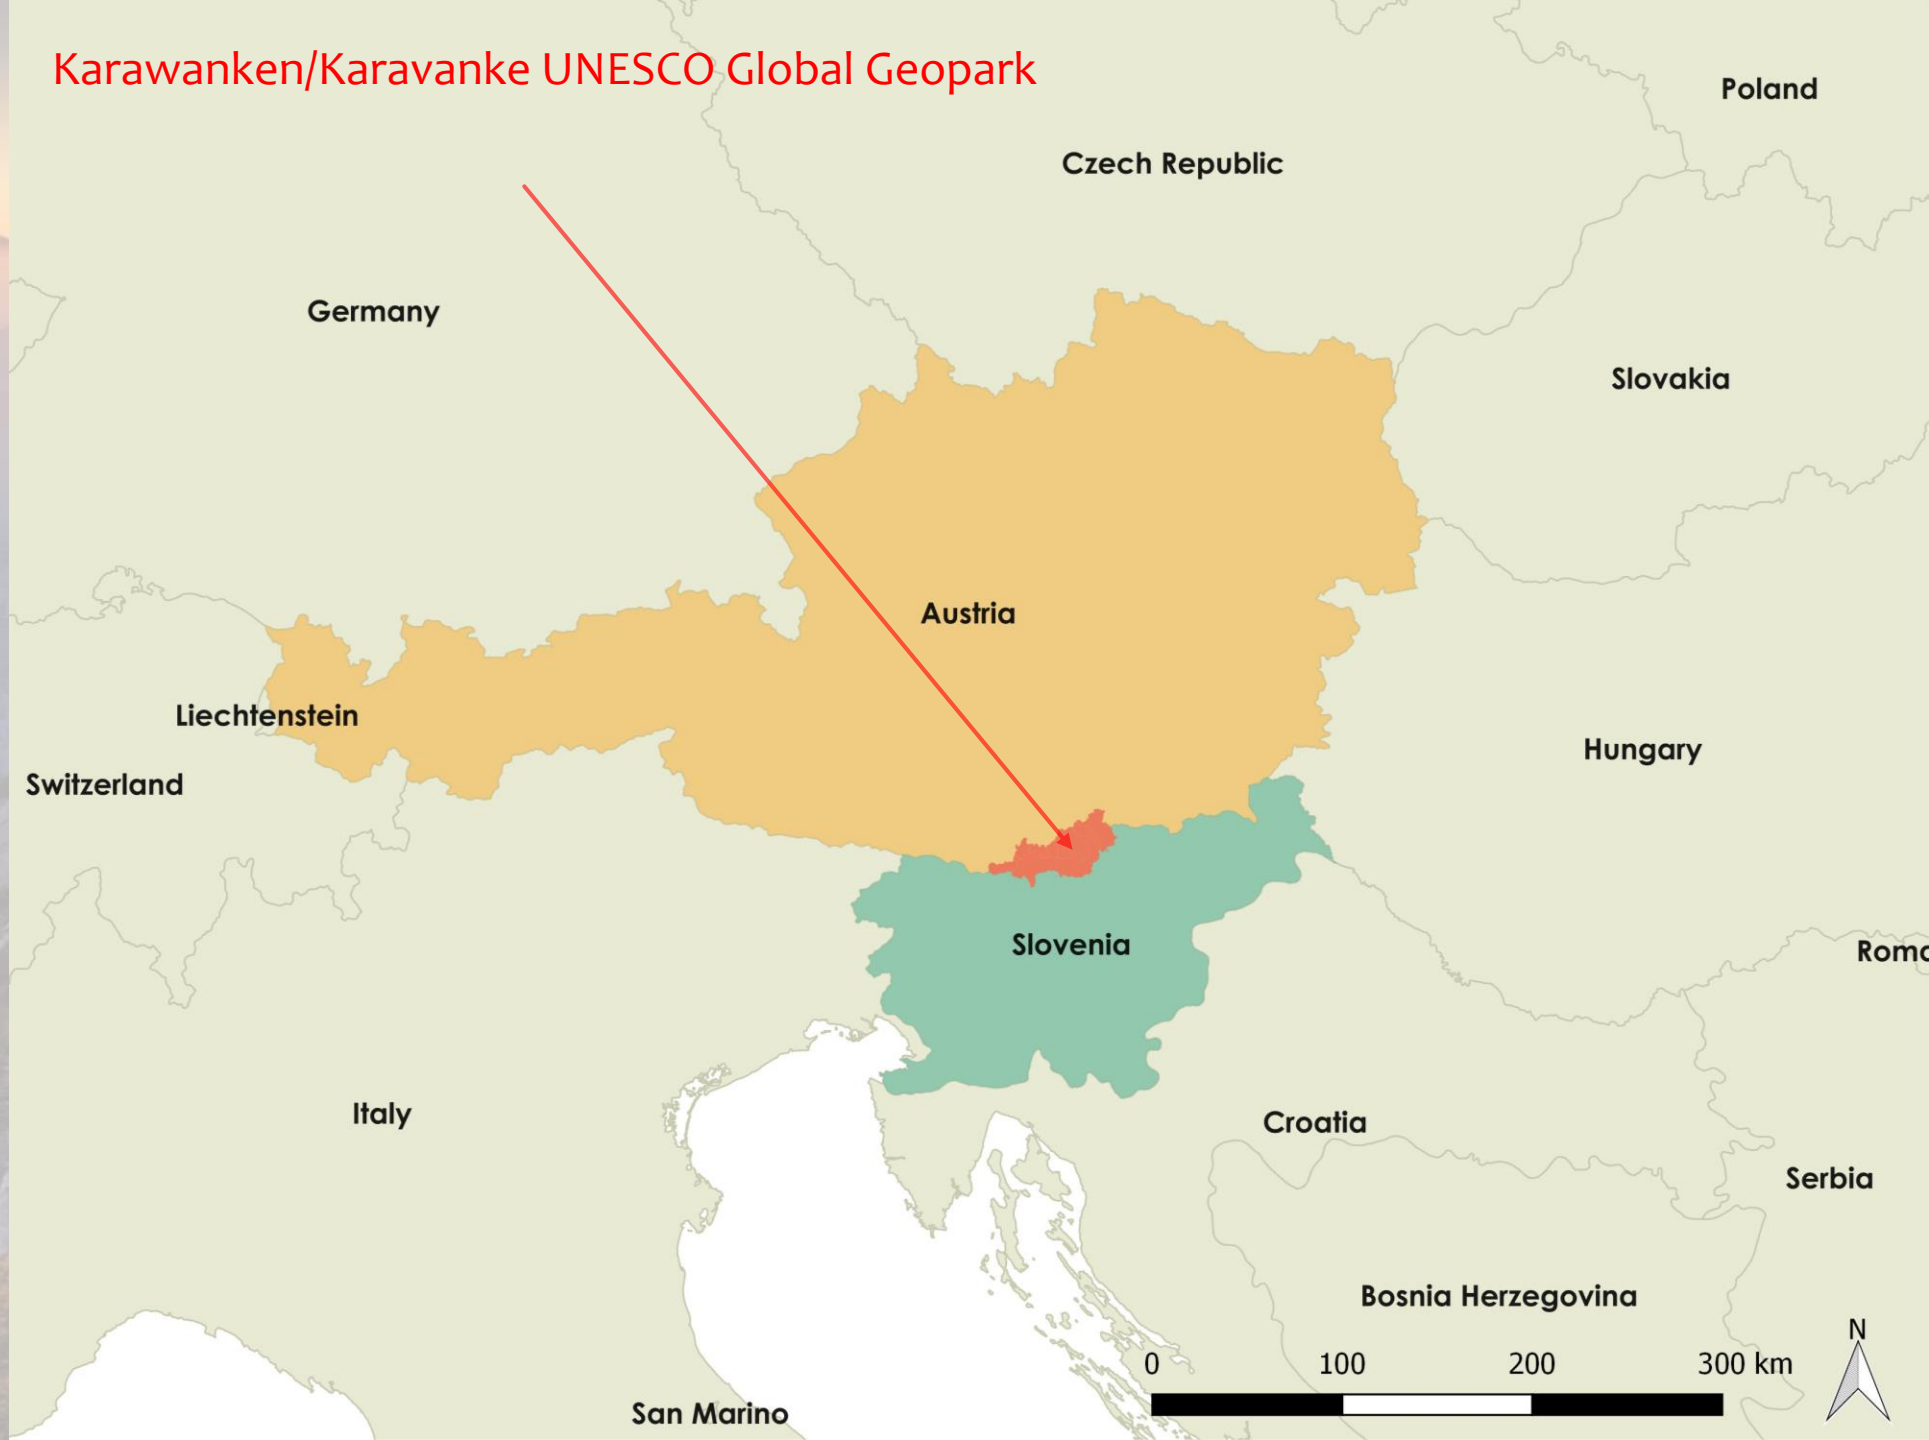 Karawanken/Karavanke UNESCO Global Geopark
Poland
Czech Republic
Germany
Slovakia
Austria
Liechtenstein
Hungary
Switzerland
Slovenia
Italy
Croatia
Serbia
Bosnia Herzegovina
N
0 100 200 300 km
San Marino